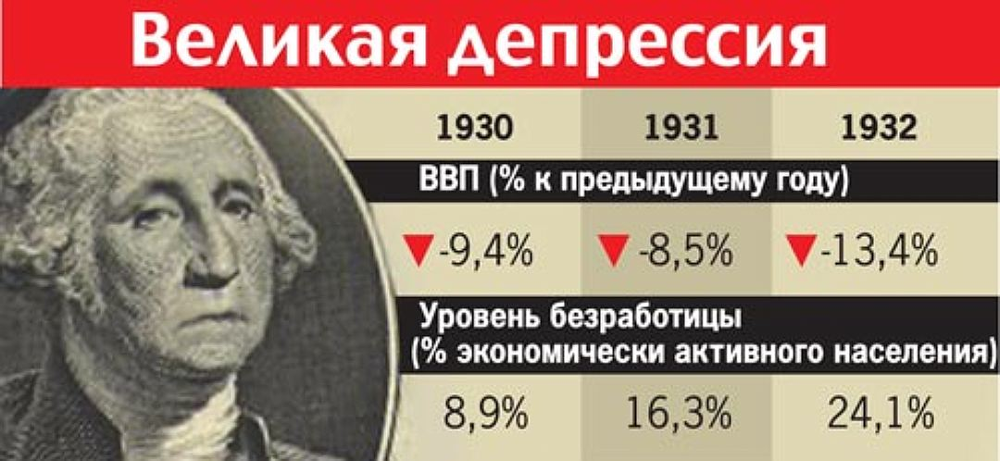 Великая депрессия
1930 1931 1932
ВВП (% к предыдущему году)
-9,4% -8,5% -13,4%
Уровень безработицы
(% экономически активного населения)
8,9% 16,3% 24,1%